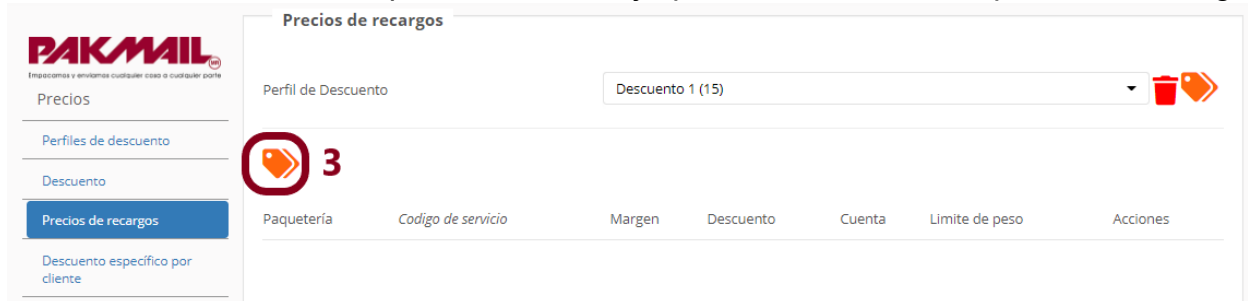 Precios de recargos
PAKMAIL
Empacamos y enviamos cualquier cosa a cualquier parte
Precios
Perfil de Descuento
Descuento 1 (15)
Perfiles de descuento
3
Descuento
Precios de recargos
Paquetería
Codigo de servicio
Margen
Descuento
Cuenta
Limite de peso
Acciones
Descuento específico por
cliente